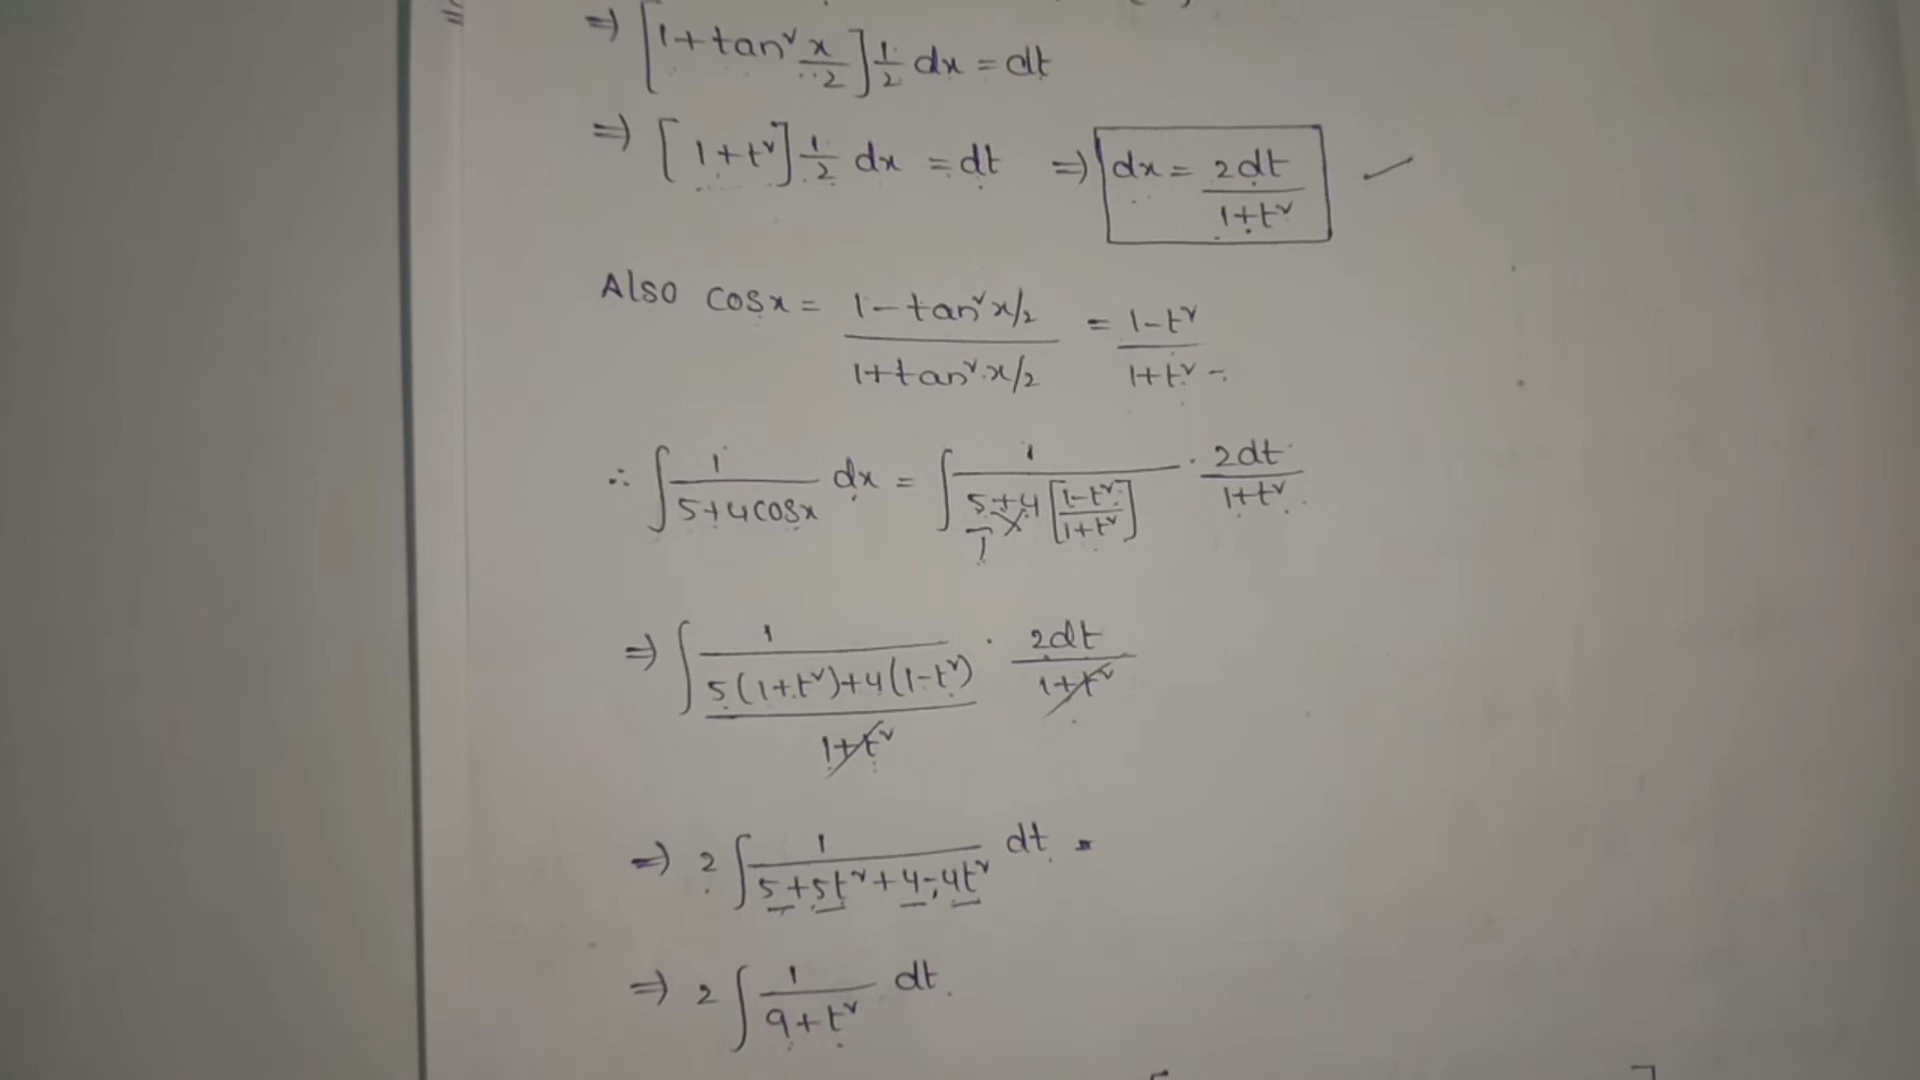 ⇒ [1+tan² x/2] 1/2 dx = dt
⇒ [1+t²] 1/2 dx = dt ⇒ dx = 2dt/(1+t²)
Also cosx = (1-tan² x/2)/(1+tan² x/2) = (1-t²)/(1+t²)
∴ ∫ 1/(5+4cosx) dx = ∫ 1/(5/1+4[(1-t²)/(1+t²)]) · 2dt/(1+t²)
⇒ ∫ 1/((5(1+t²)+4(1-t²))/(1+t²)) · 2dt/(1+t²)
⇒ 2 ∫ 1/(5+5t²+4-4t²) dt
⇒ 2 ∫ 1/(9+t²) dt.